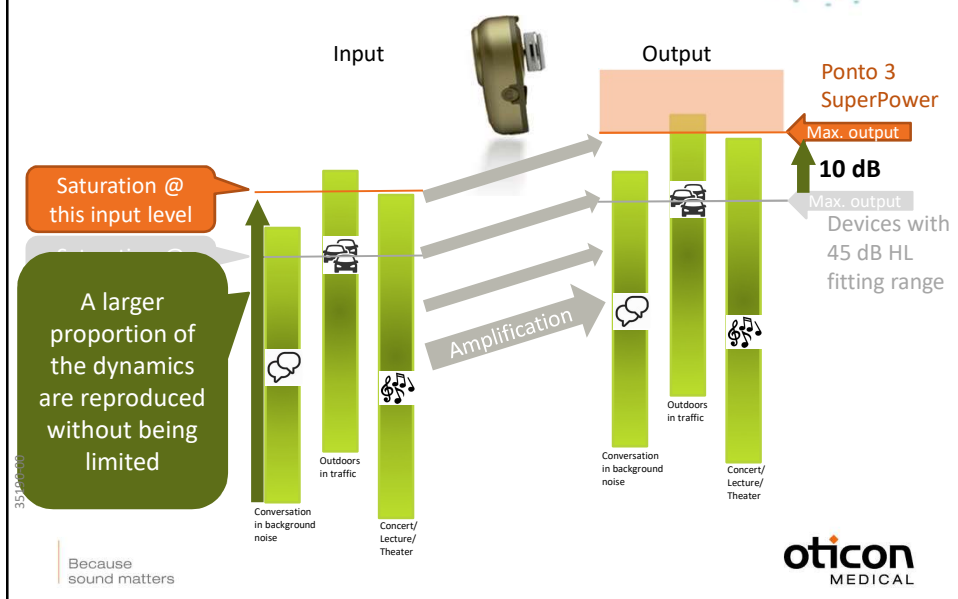 Input
Output
Ponto 3
SuperPower
Max. output
10 dB
Max. output
Devices with
45 dB HL
fitting range
Saturation @
this input level
Saturation @
A larger
proportion of
the dynamics
are reproduced
without being
limited
Amplification
Conversation
in background
noise
Outdoors
in traffic
Concert/
Lecture/
Theater
Conversation
in background
noise
Outdoors
in traffic
Concert/
Lecture/
Theater
Because
sound matters
oticon
MEDICAL